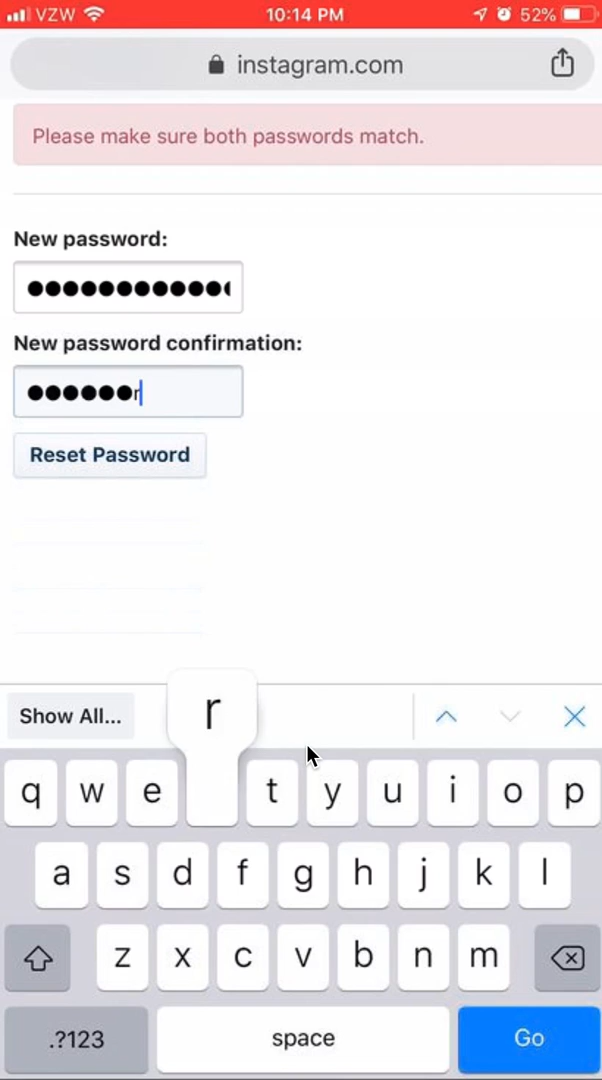 VZW 10:14 PM 52%
instagram.com
Please make sure both passwords match.
New password:
●●●●●●●●●●●●
New password confirmation:
●●●●●●r
Reset Password
Show All...
r
q w e t y u i o p
a s d f g h j k l
z x c v b n m
.?123 space Go